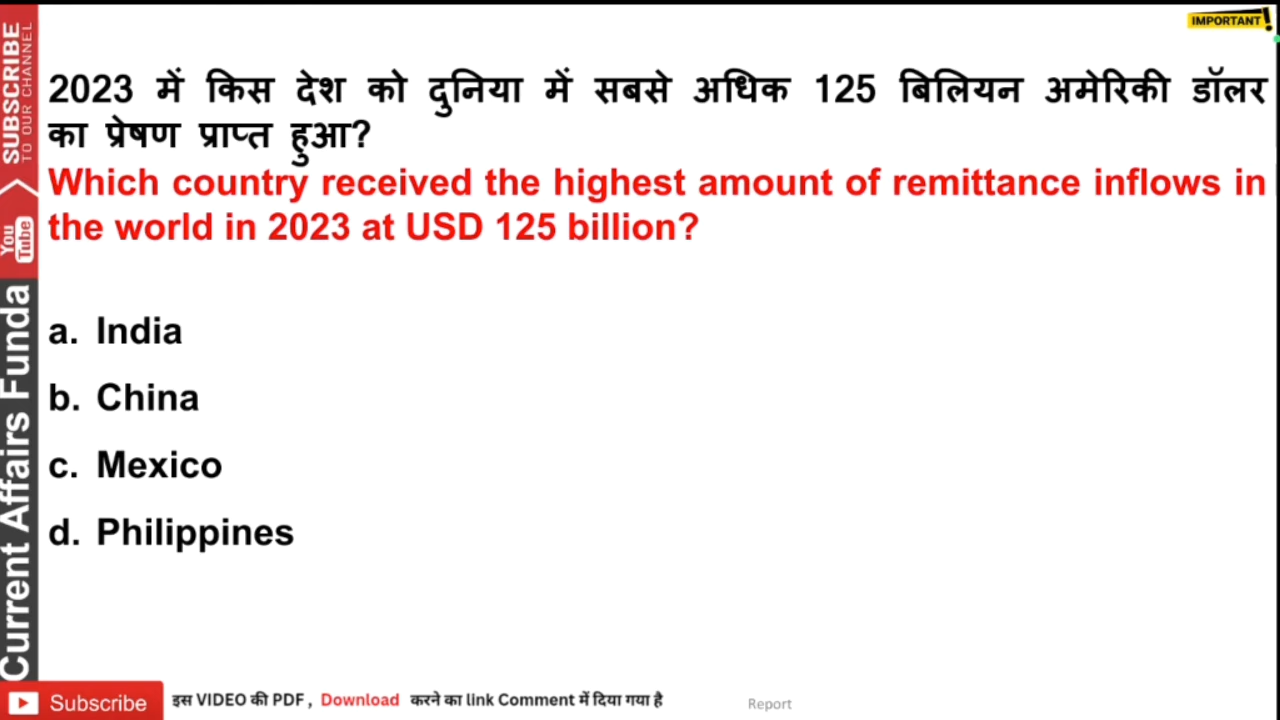 IMPORTANT!
2023 में किस देश को दुनिया में सबसे अधिक 125 बिलियन अमेरिकी डॉलर
का प्रेषण प्राप्त हुआ?
Which country received the highest amount of remittance inflows in
the world in 2023 at USD 125 billion?
a. India
b. China
c. Mexico
d. Philippines
SUBSCRIBE
TO OUR CHANNEL
You
Tube
Current Affairs Funda
Subscribe
इस VIDEO की PDF, Download करने का link Comment में दिया गया है
Report